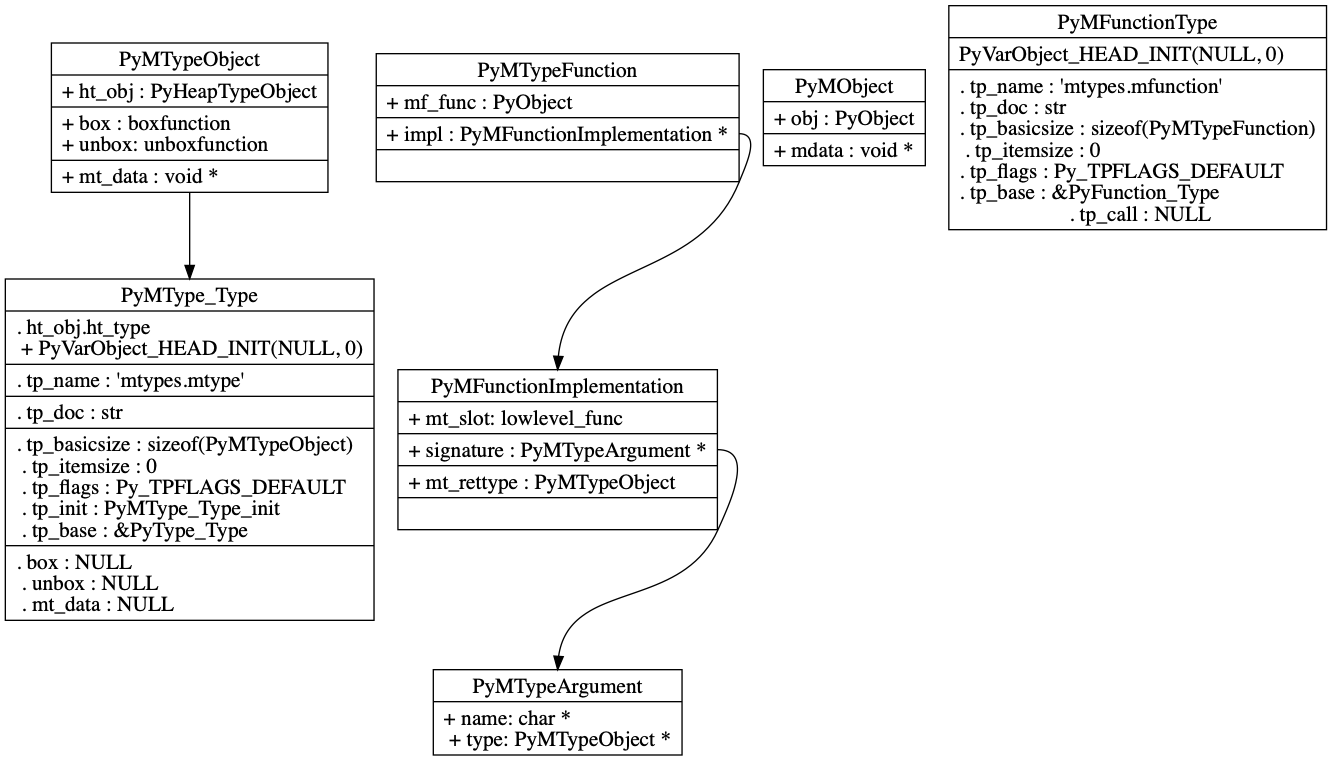 PyMTypeObject
+ ht_obj : PyHeapTypeObject
+ box : boxfunction
+ unbox: unboxfunction
+ mt_data : void *
PyMTypeFunction
+ mf_func : PyObject
+ impl : PyMFunctionImplementation *
PyMObject
+ obj : PyObject
+ mdata : void *
PyMFunctionType
PyVarObject_HEAD_INIT(NULL, 0)
. tp_name : 'mtypes.mfunction'
. tp_doc : str
. tp_basicsize : sizeof(PyMTypeFunction)
. tp_itemsize : 0
. tp_flags : Py_TPFLAGS_DEFAULT
. tp_base : &PyFunction_Type
. tp_call : NULL
PyMType_Type
. ht_obj.ht_type
+ PyVarObject_HEAD_INIT(NULL, 0)
. tp_name : 'mtypes.mtype'
. tp_doc : str
. tp_basicsize : sizeof(PyMTypeObject)
. tp_itemsize : 0
. tp_flags : Py_TPFLAGS_DEFAULT
. tp_init : PyMType_Type_init
. tp_base : &PyType_Type
. box : NULL
. unbox : NULL
. mt_data : NULL
PyMFunctionImplementation
+ mt_slot: lowlevel_func
+ signature : PyMTypeArgument *
+ mt_rettype : PyMTypeObject
PyMTypeArgument
+ name: char *
+ type: PyMTypeObject *